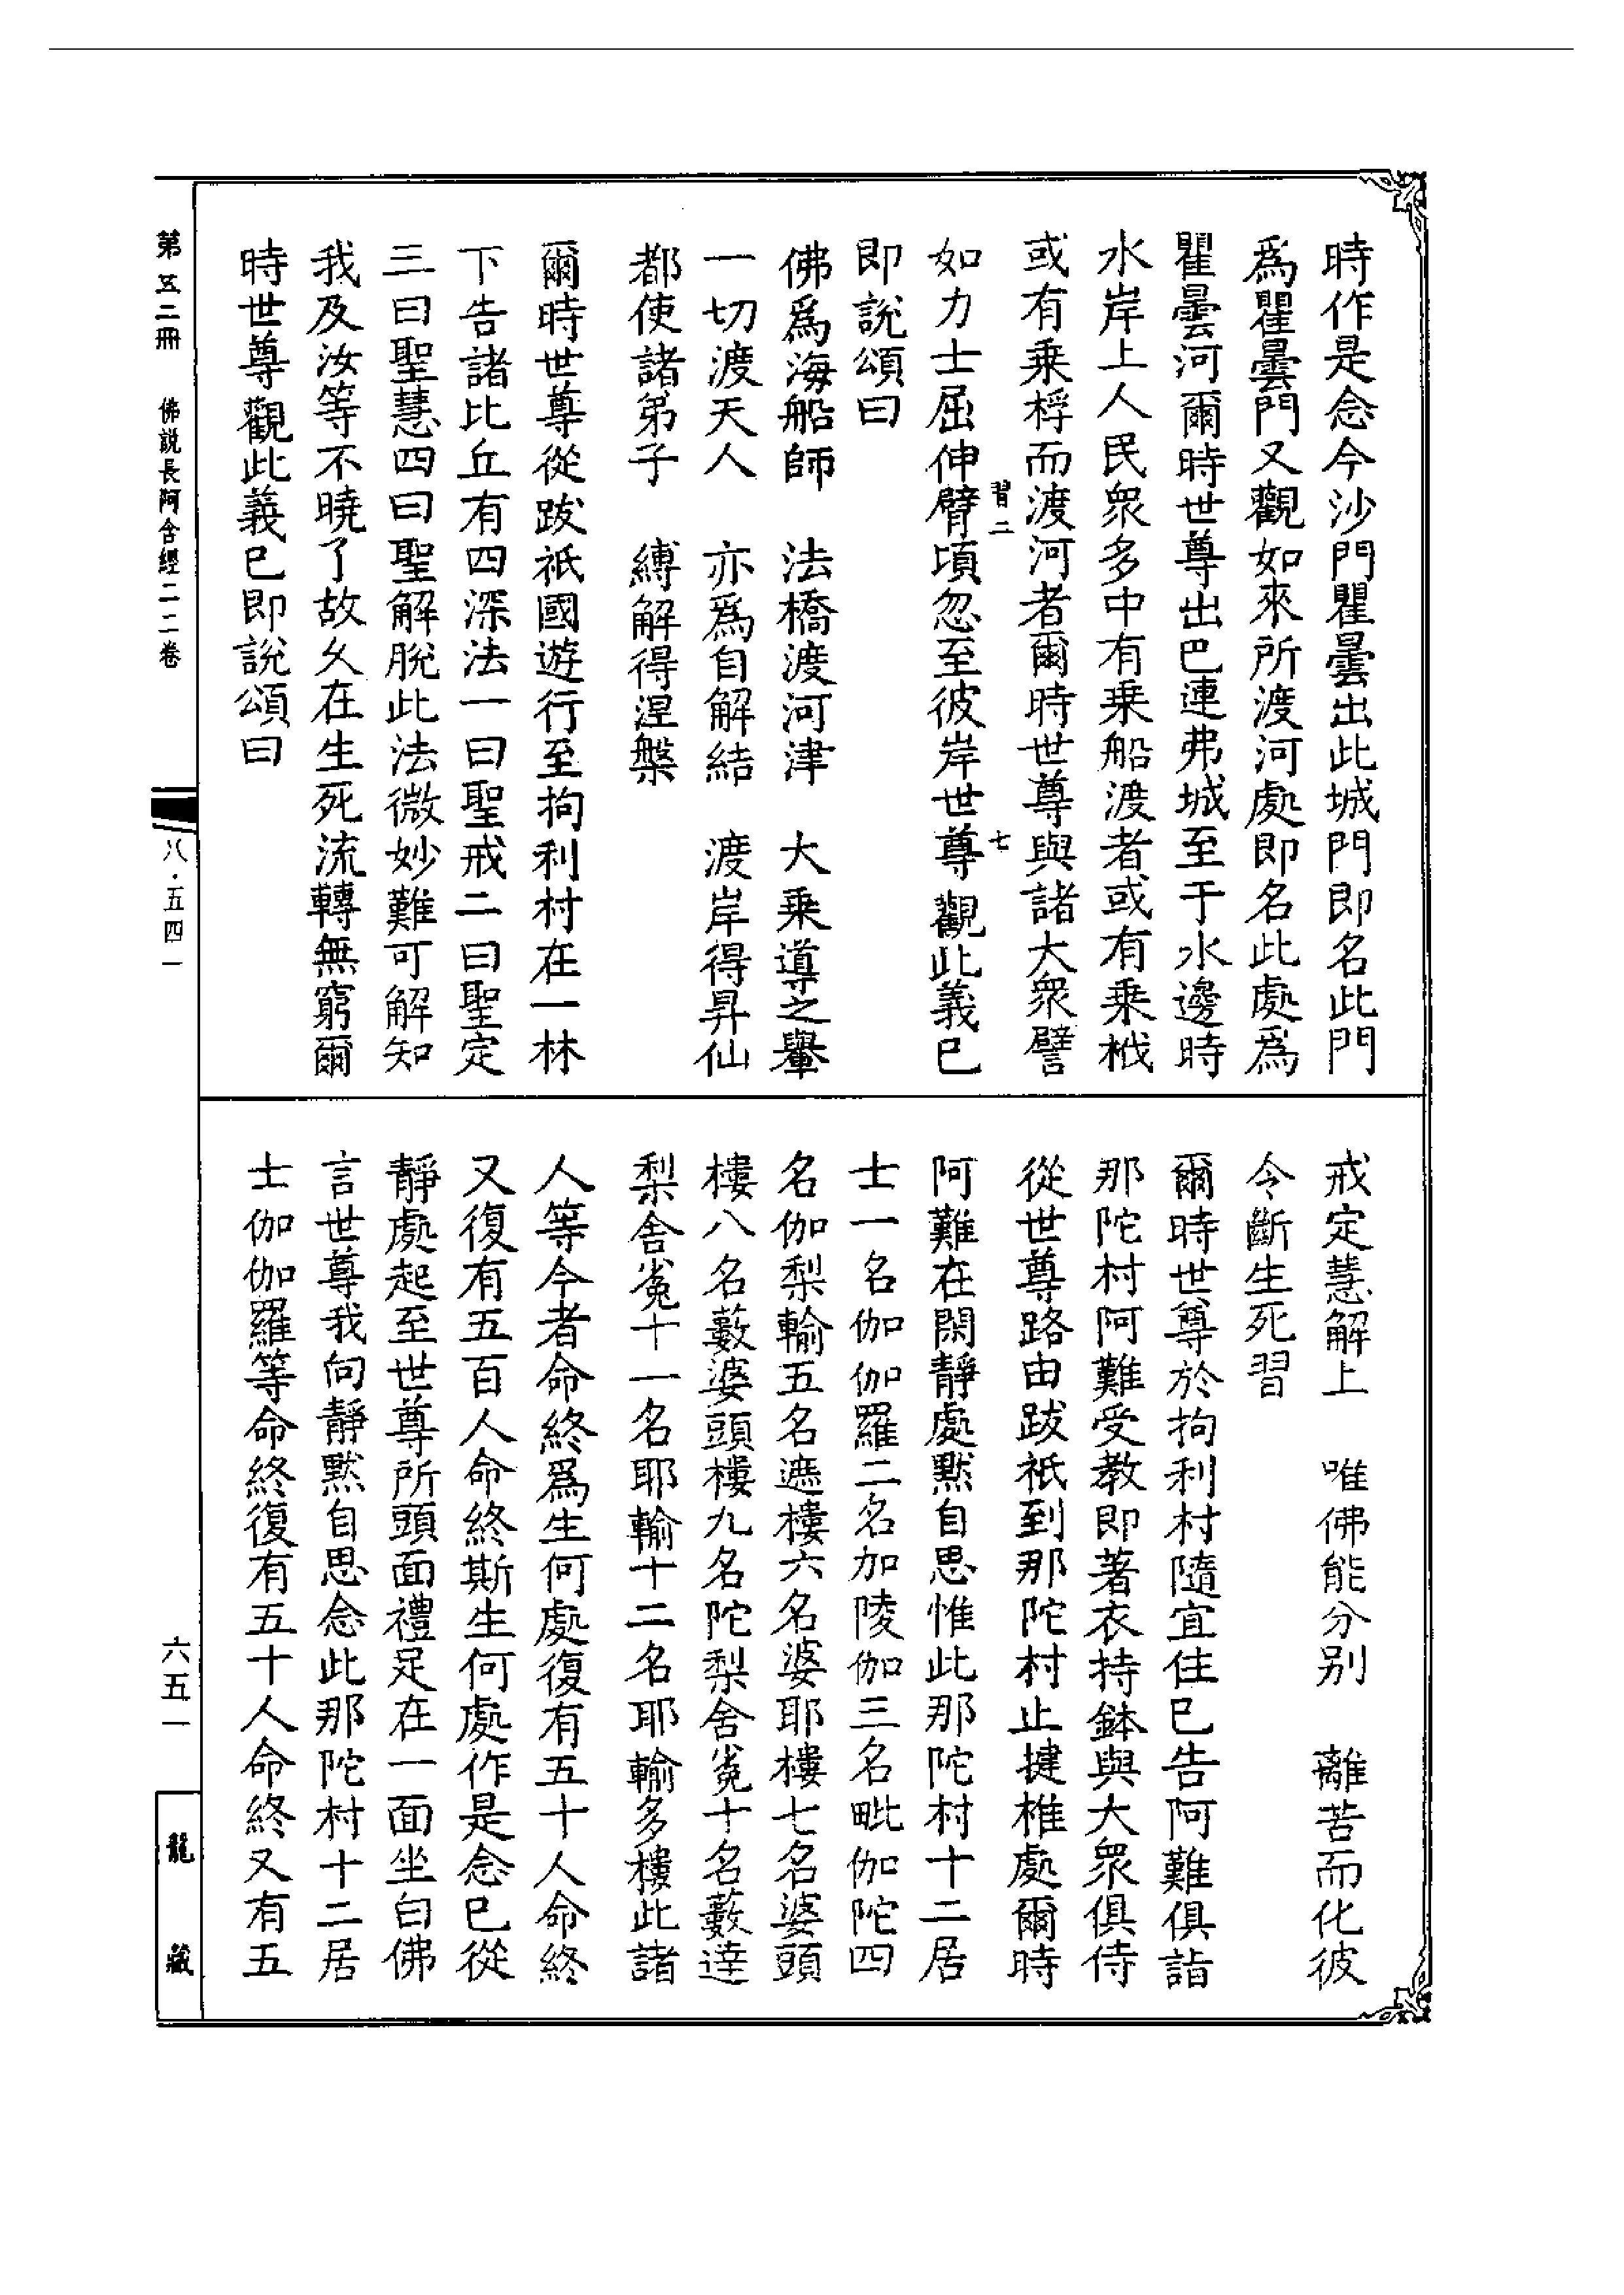 時作是念今沙門瞿曇出此城門即名此門
爲瞿曇門又觀如來所渡河處即名此處爲
瞿曇河爾時世尊出巴連弗城至于水邊時
水岸上人民衆多中有乗船渡者或有乗栰
或有乗桴而渡河者爾時世尊與諸大衆譬
習二
七
如力士屈伸臂頃忽至彼岸世尊觀此義已
即說頌曰
佛爲海船師　法橋渡河津　大乗導之轝
一切渡天人　亦爲自解結　渡岸得昇仙
都使諸弟子　縛解得涅槃
爾時世尊從跋祇國遊行至拘利村在一林
下告諸比丘有四深法一曰聖戒二曰聖定
三曰聖慧四曰聖解脫此法微妙難可解知
我及汝等不曉了故久在生死流轉無窮爾
時世尊觀此義已即說頌曰
戒定慧解上　唯佛能分别　離苦而化彼
今斷生死習
爾時世尊於拘利村隨宜住已告阿難俱詣
那陀村阿難受教即著衣持鉢與大衆俱侍
從世尊路由跋祇到那陀村止揵椎處爾時
阿難在閑靜處默自思惟此那陀村十二居
士一名伽伽羅二名加陵伽三名毗伽陀四
名伽梨輸五名遮樓六名婆耶樓七名婆頭
樓八名藪婆頭樓九名陀梨舍㝹十名藪達
梨舍㝹十一名耶輸十二名耶輸多樓此諸
人等今者命終爲生何處復有五十人命終
又復有五百人命終斯生何處作是念已從
靜處起至世尊所頭面禮足在一面坐白佛
言世尊我向靜默自思念此那陀村十二居
士伽伽羅等命終復有五十人命終又有五
第五二冊　佛説長阿含經二二卷
八·五四一
六五一
龍藏